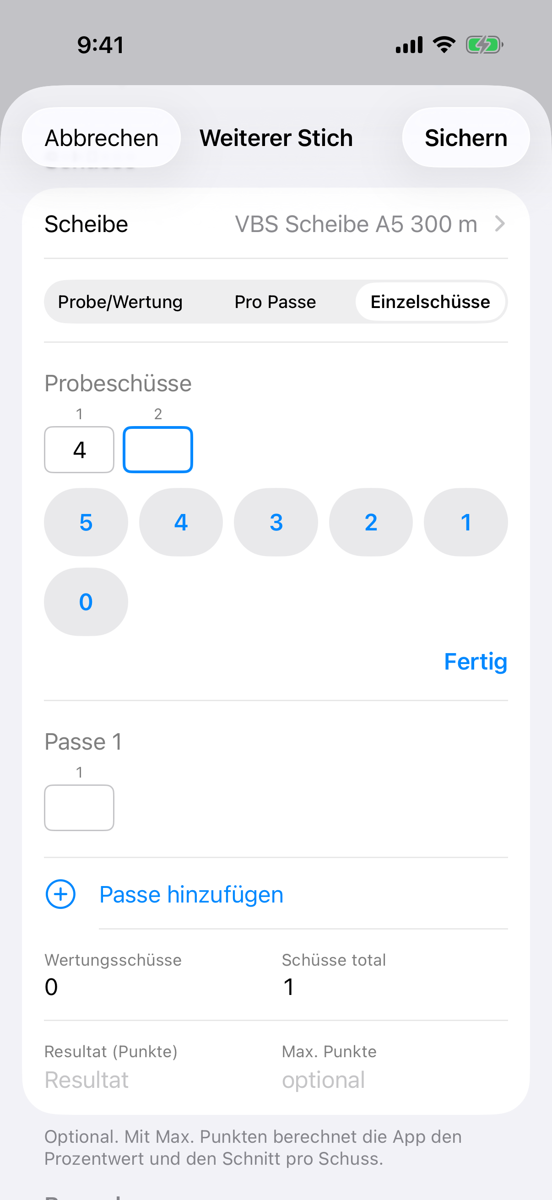 9:41
Abbrechen
Weiterer Stich
Sichern
Scheibe
VBS Scheibe A5 300 m
Probe/Wertung
Pro Passe
Einzelschüsse
Probeschüsse
1
2
4
5
4
3
2
1
0
Fertig
Passe 1
1
Passe hinzufügen
Wertungsschüsse
Schüsse total
0
1
Resultat (Punkte)
Max. Punkte
Resultat
optional
Optional. Mit Max. Punkten berechnet die App den
Prozentwert und den Schnitt pro Schuss.